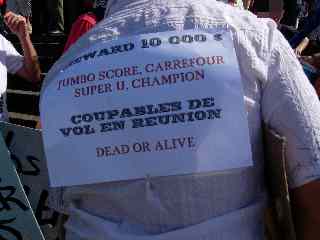 REWARD 10 000 €
JUMBO SCORE, CARREFOUR
SUPER U, CHAMPION
COUPABLES DE
VOL EN REUNION
DEAD OR ALIVE